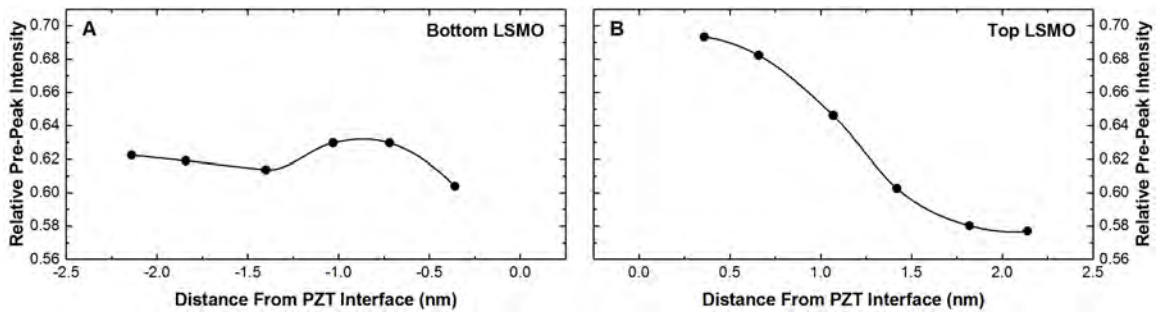 A
Bottom LSMO
Relative Pre-Peak Intensity
0.70
0.68
0.66
0.64
0.62
0.60
0.58
0.56
-2.5 -2.0 -1.5 -1.0 -0.5 0.0
Distance From PZT Interface (nm)
B
Top LSMO
0.70
0.68
0.66
0.64
0.62
0.60
0.58
0.56
Relative Pre-Peak Intensity
0.0 0.5 1.0 1.5 2.0 2.5
Distance From PZT Interface (nm)